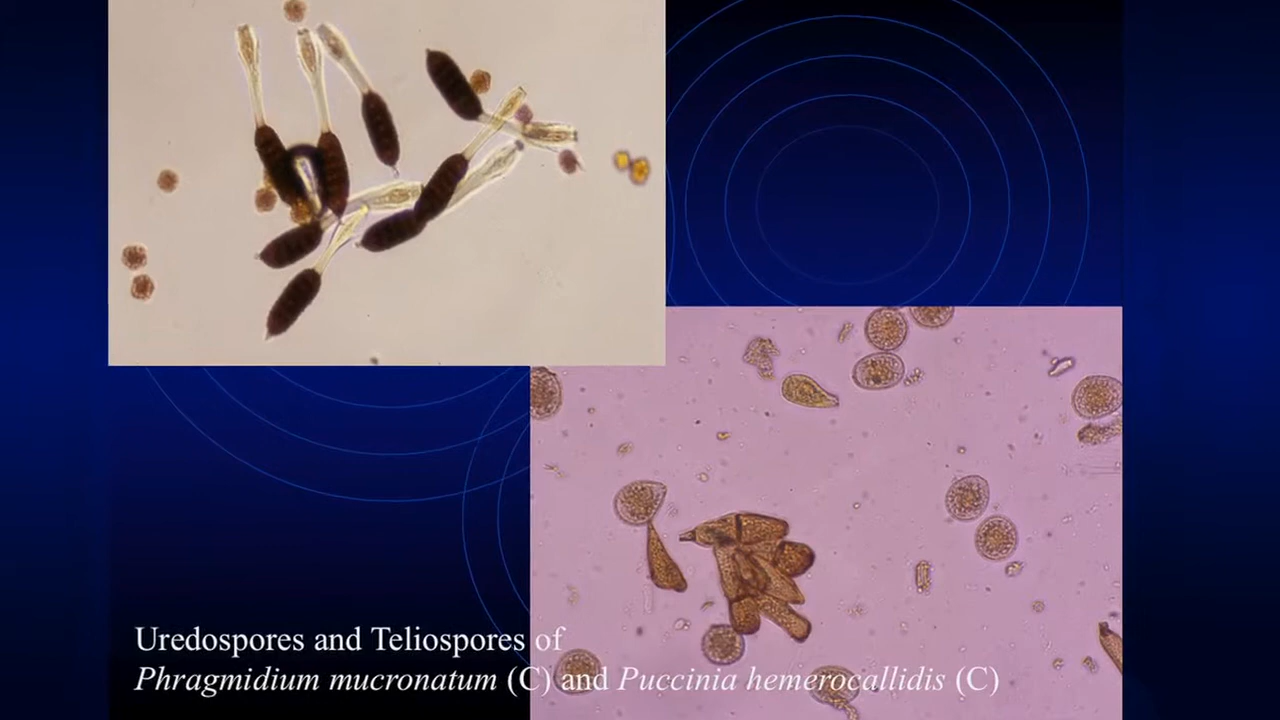 Uredospores and Teliospores of
Phragmidium mucronatum (C) and Puccinia hemerocallidis (C)